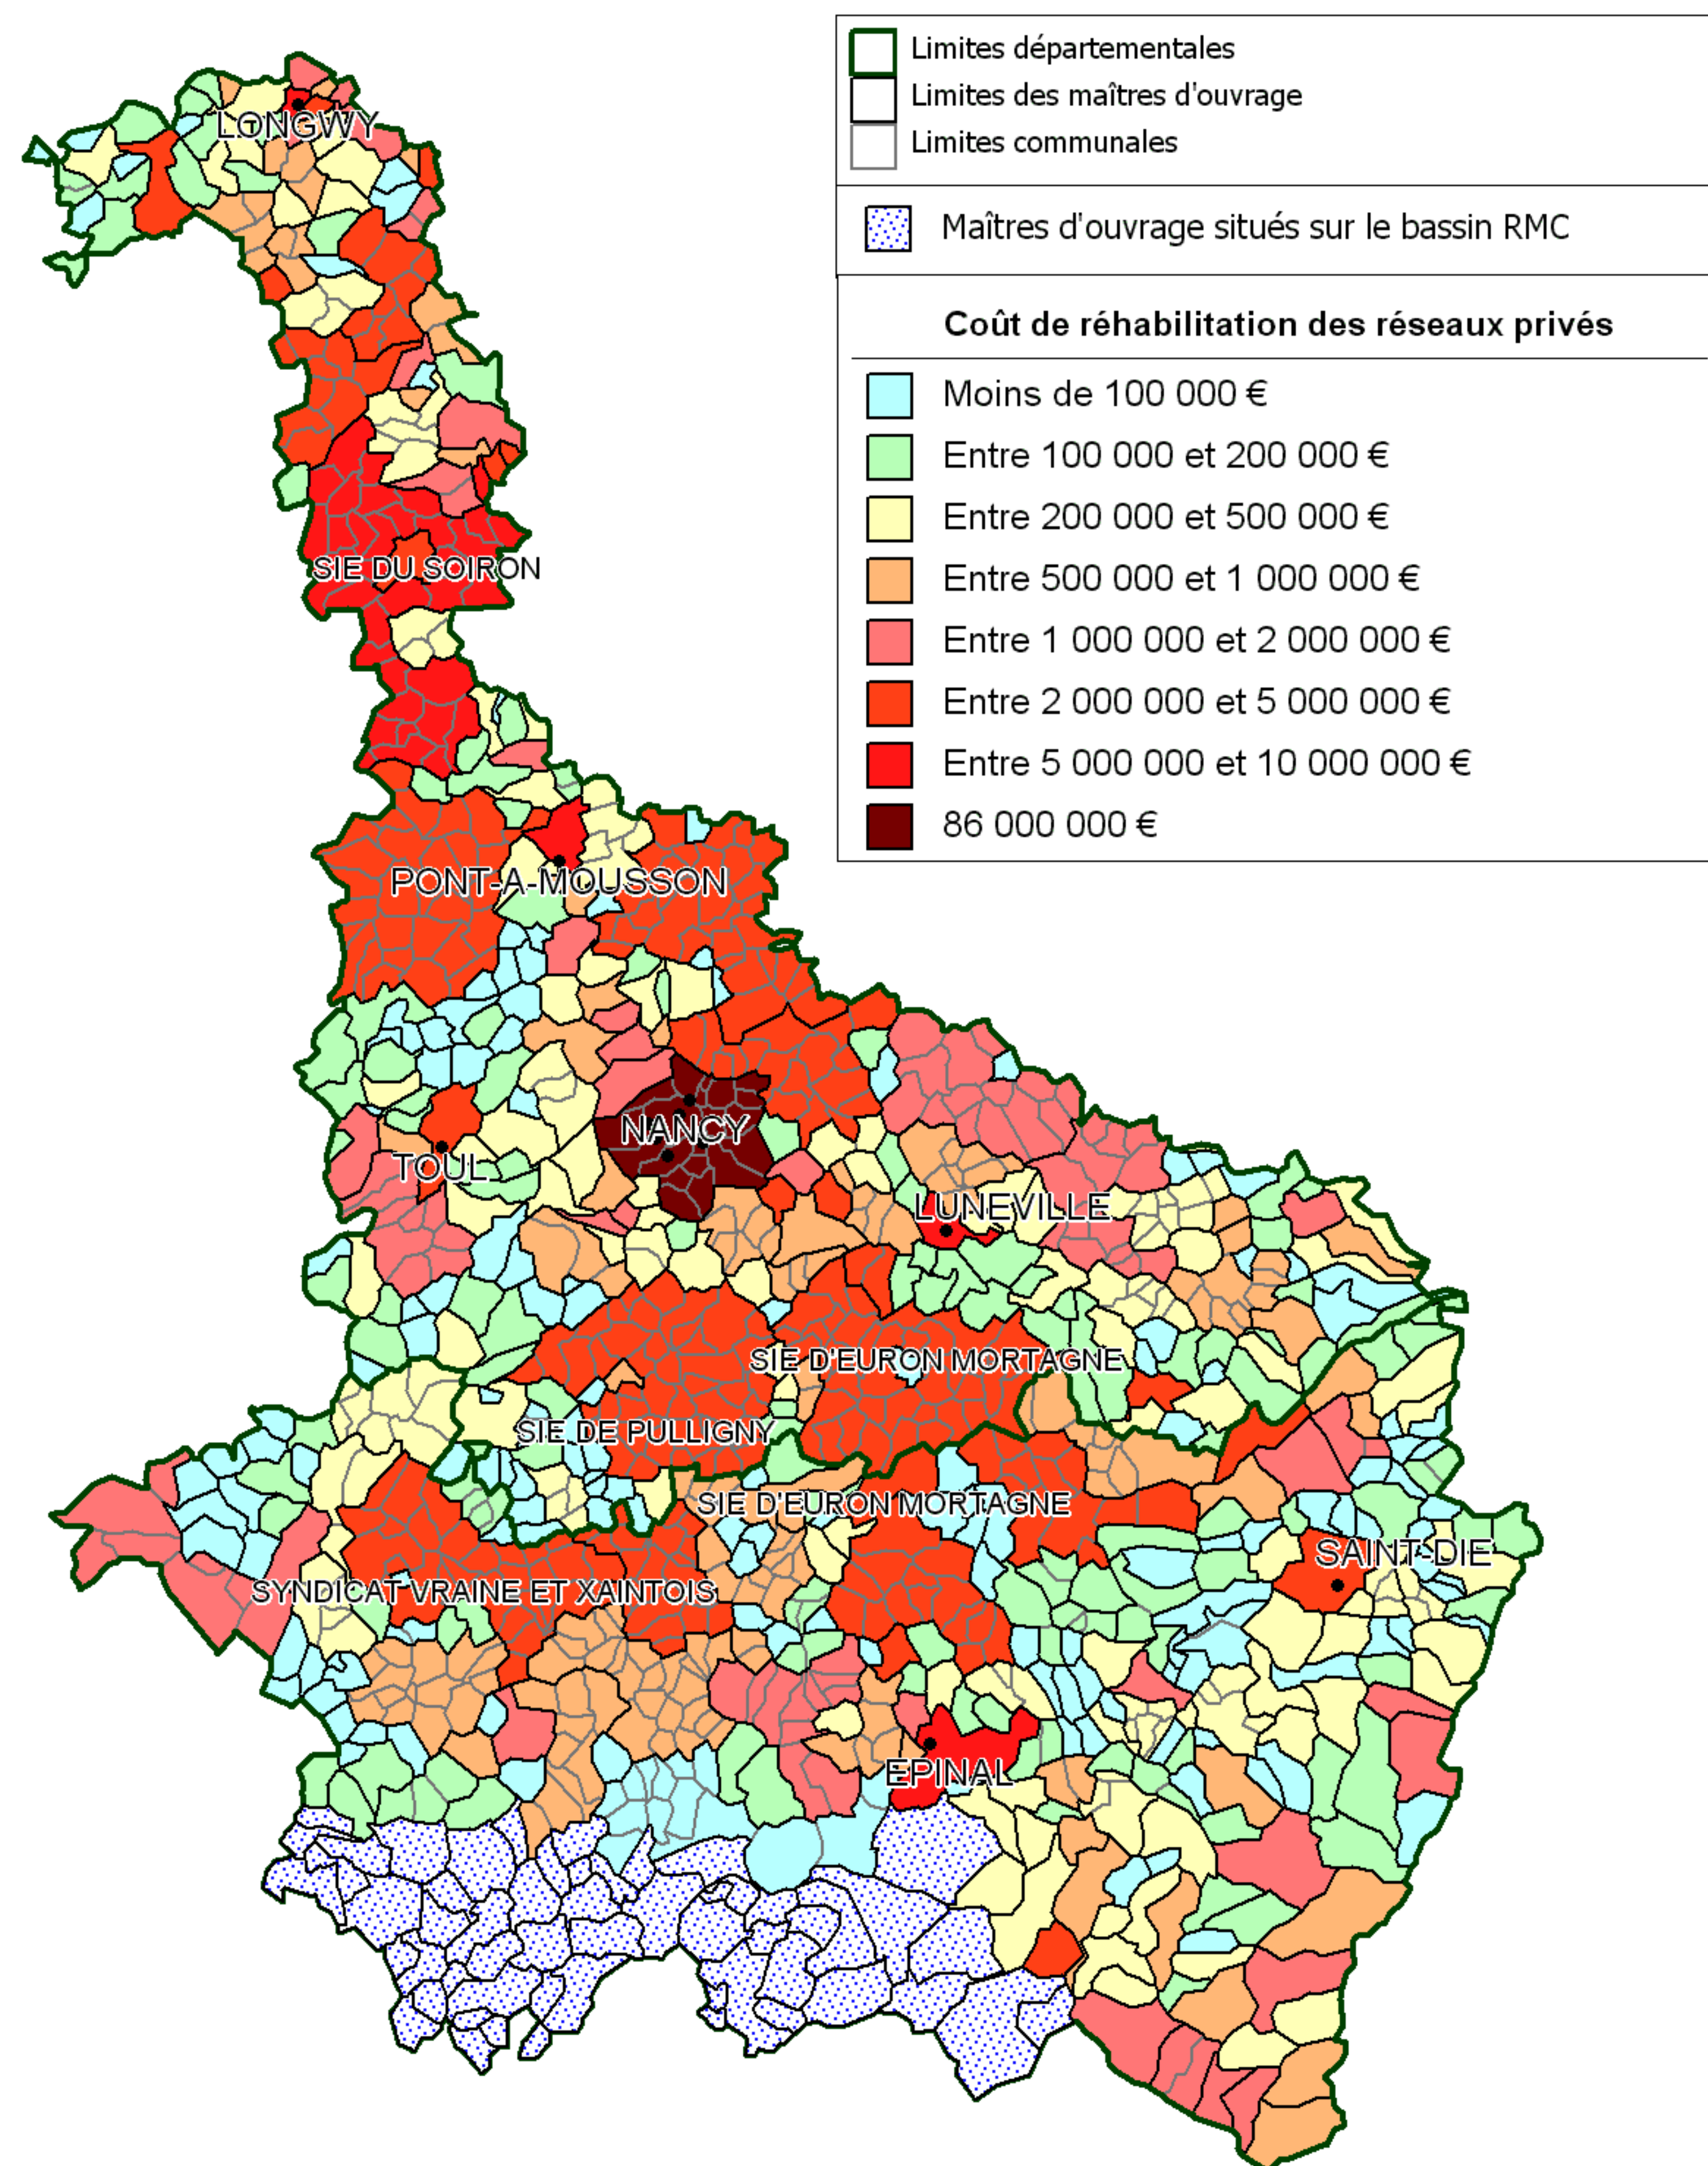 Limites départementales
Limites des maîtres d'ouvrage
Limites communales
Maîtres d'ouvrage situés sur le bassin RMC
Coût de réhabilitation des réseaux privés
Moins de 100 000 €
Entre 100 000 et 200 000 €
Entre 200 000 et 500 000 €
Entre 500 000 et 1 000 000 €
Entre 1 000 000 et 2 000 000 €
Entre 2 000 000 et 5 000 000 €
Entre 5 000 000 et 10 000 000 €
86 000 000 €
LONGWY
SIE DU SOIRON
PONT-A-MOUSSON
NANCY
TOUL
LUNEVILLE
SIE D'EURON MORTAGNE
SIE DE PULLIGNY
SIE D'EURON MORTAGNE
SAINT-DIE
SYNDICAT VRAINE ET XAINTOIS
EPINAL